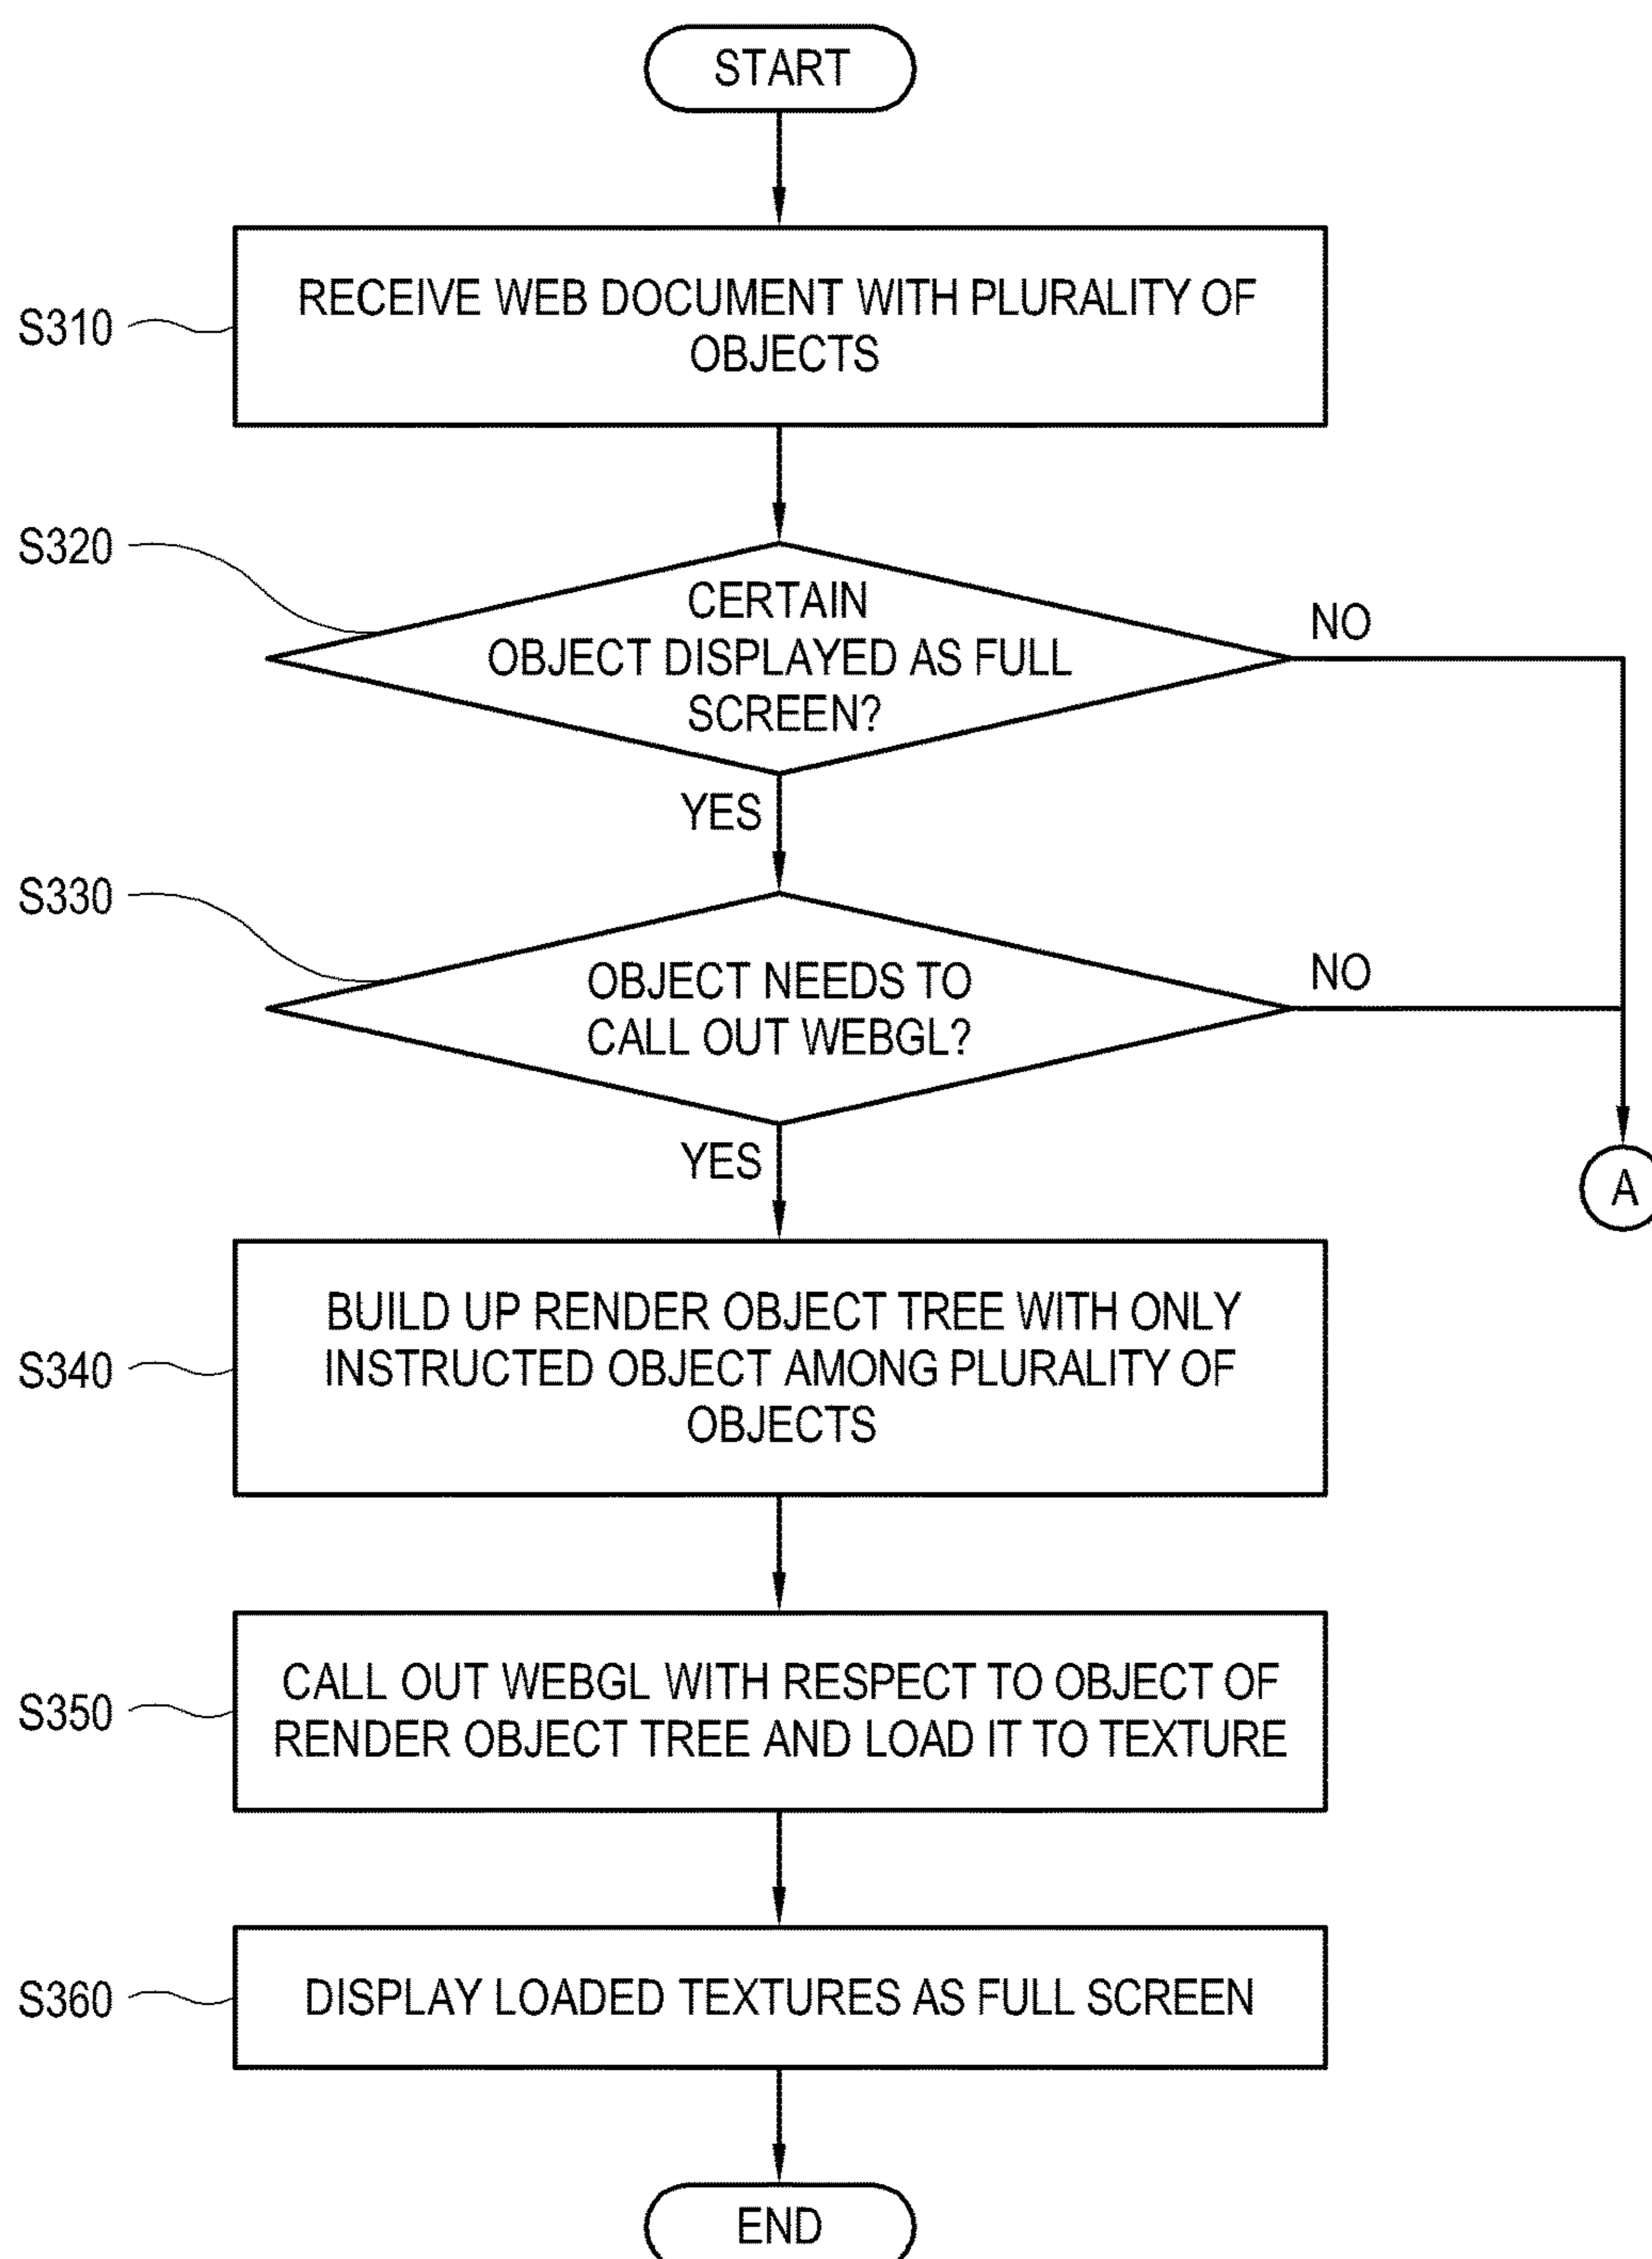 START
S310
RECEIVE WEB DOCUMENT WITH PLURALITY OF
OBJECTS
S320
CERTAIN
OBJECT DISPLAYED AS FULL
SCREEN?
NO
YES
S330
OBJECT NEEDS TO
CALL OUT WEBGL?
NO
YES
A
S340
BUILD UP RENDER OBJECT TREE WITH ONLY
INSTRUCTED OBJECT AMONG PLURALITY OF
OBJECTS
S350
CALL OUT WEBGL WITH RESPECT TO OBJECT OF
RENDER OBJECT TREE AND LOAD IT TO TEXTURE
S360
DISPLAY LOADED TEXTURES AS FULL SCREEN
END